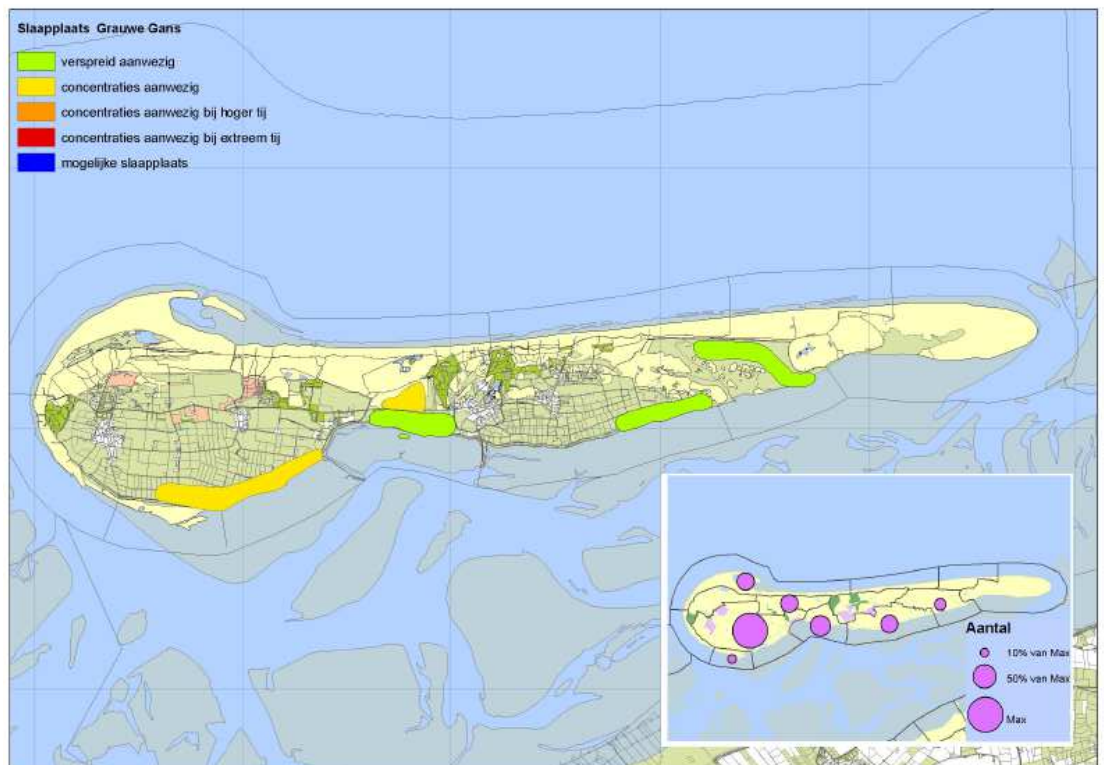 Slaapplaats Grauwe Gans
verspreid aanwezig
concentraties aanwezig
concentraties aanwezig bij hoger tij
concentraties aanwezig bij extreem tij
mogelijke slaapplaats
Aantal
10% van Max
50% van Max
Max